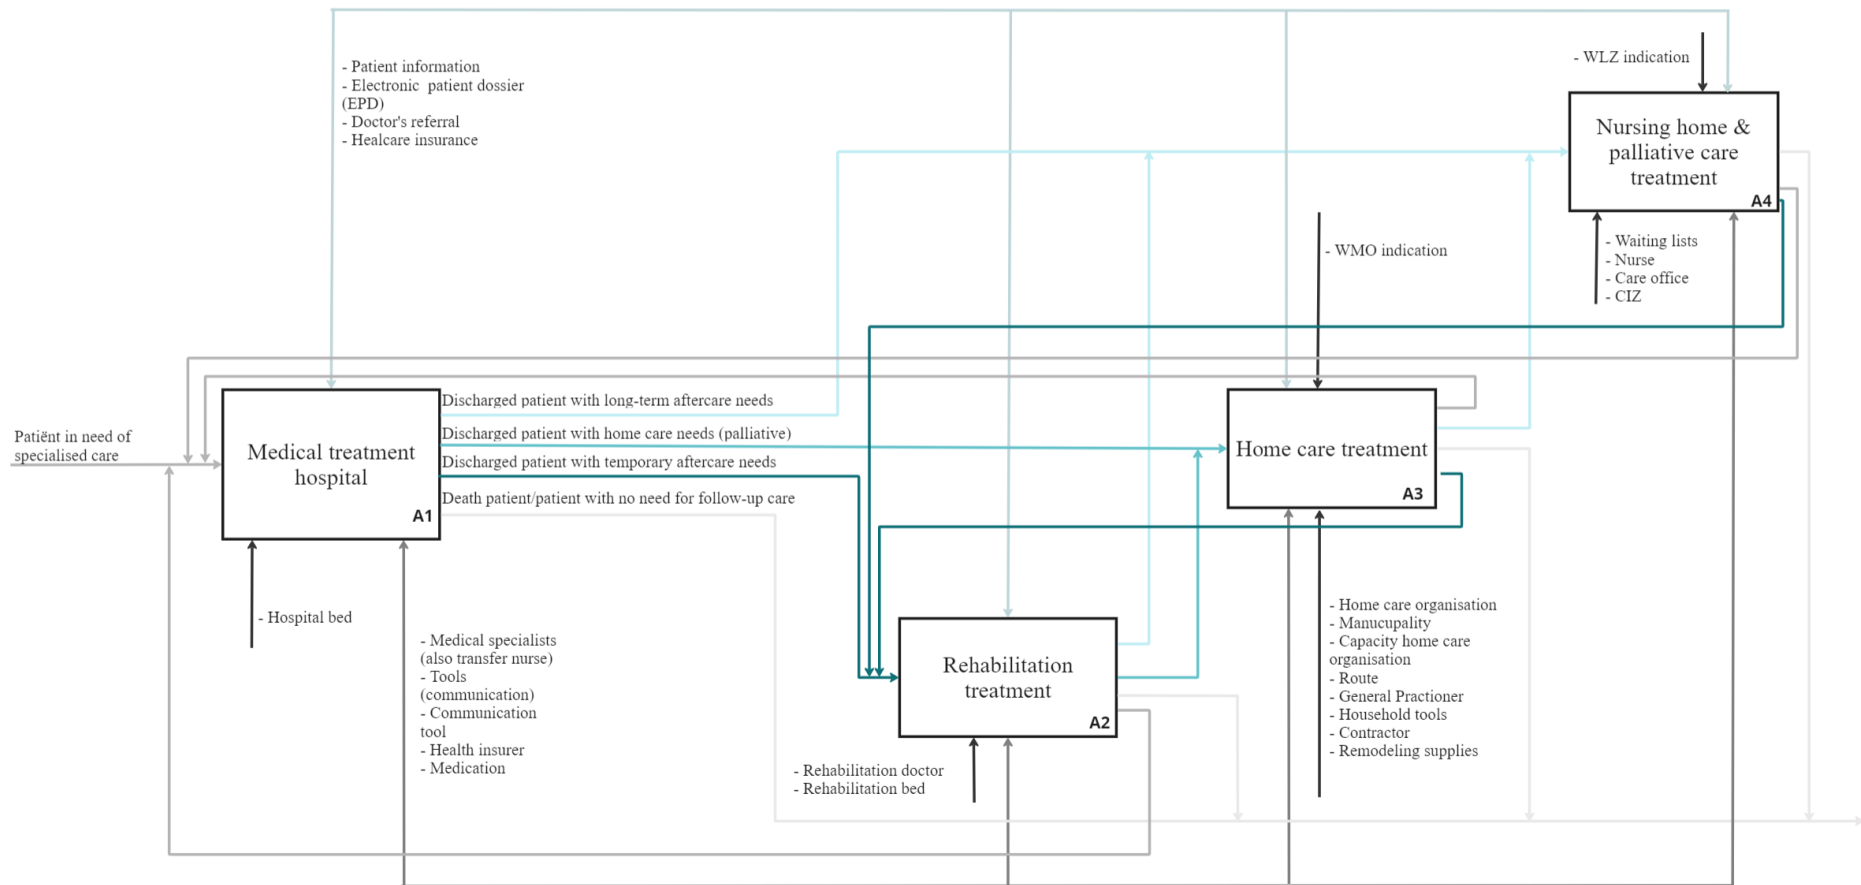 - Patient information
- Electronic  patient dossier
(EPD)
- Doctor's referral
- Healcare insurance
- WLZ indication
Nursing home &
palliative care
treatment
A4
- Waiting lists
- Nurse
- Care office
- CIZ
- WMO indication
Patiënt in need of
specialised care
Medical treatment
hospital
A1
Discharged patient with long-term aftercare needs
Discharged patient with home care needs (palliative)
Discharged patient with temporary aftercare needs
Death patient/patient with no need for follow-up care
Home care treatment
A3
- Hospital bed
- Medical specialists
(also transfer nurse)
- Tools
(communication)
- Communication
tool
- Health insurer
- Medication
Rehabilitation
treatment
A2
- Rehabilitation doctor
- Rehabilitation bed
- Home care organisation
- Manucupality
- Capacity home care
organisation
- Route
- General Practioner
- Household tools
- Contractor
- Remodeling supplies